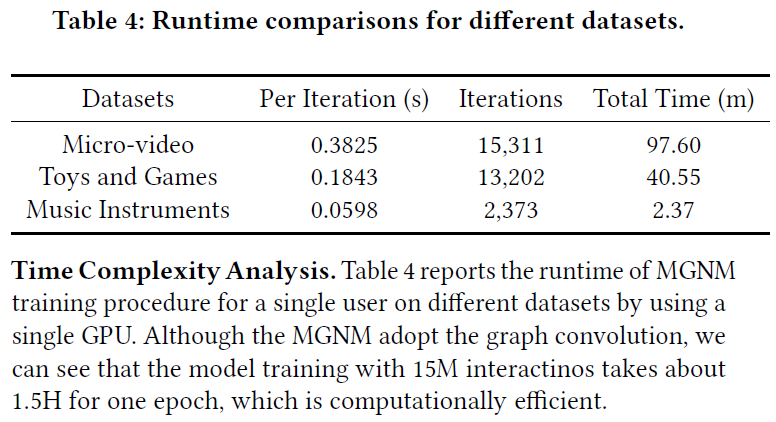 Table 4: Runtime comparisons for different datasets.
Datasets Per Iteration (s) Iterations Total Time (m)
Micro-video 0.3825 15,311 97.60
Toys and Games 0.1843 13,202 40.55
Music Instruments 0.0598 2,373 2.37
Time Complexity Analysis. Table 4 reports the runtime of MGNM
training procedure for a single user on different datasets by using a
single GPU. Although the MGNM adopt the graph convolution, we
can see that the model training with 15M interactinos takes about
1.5H for one epoch, which is computationally efficient.